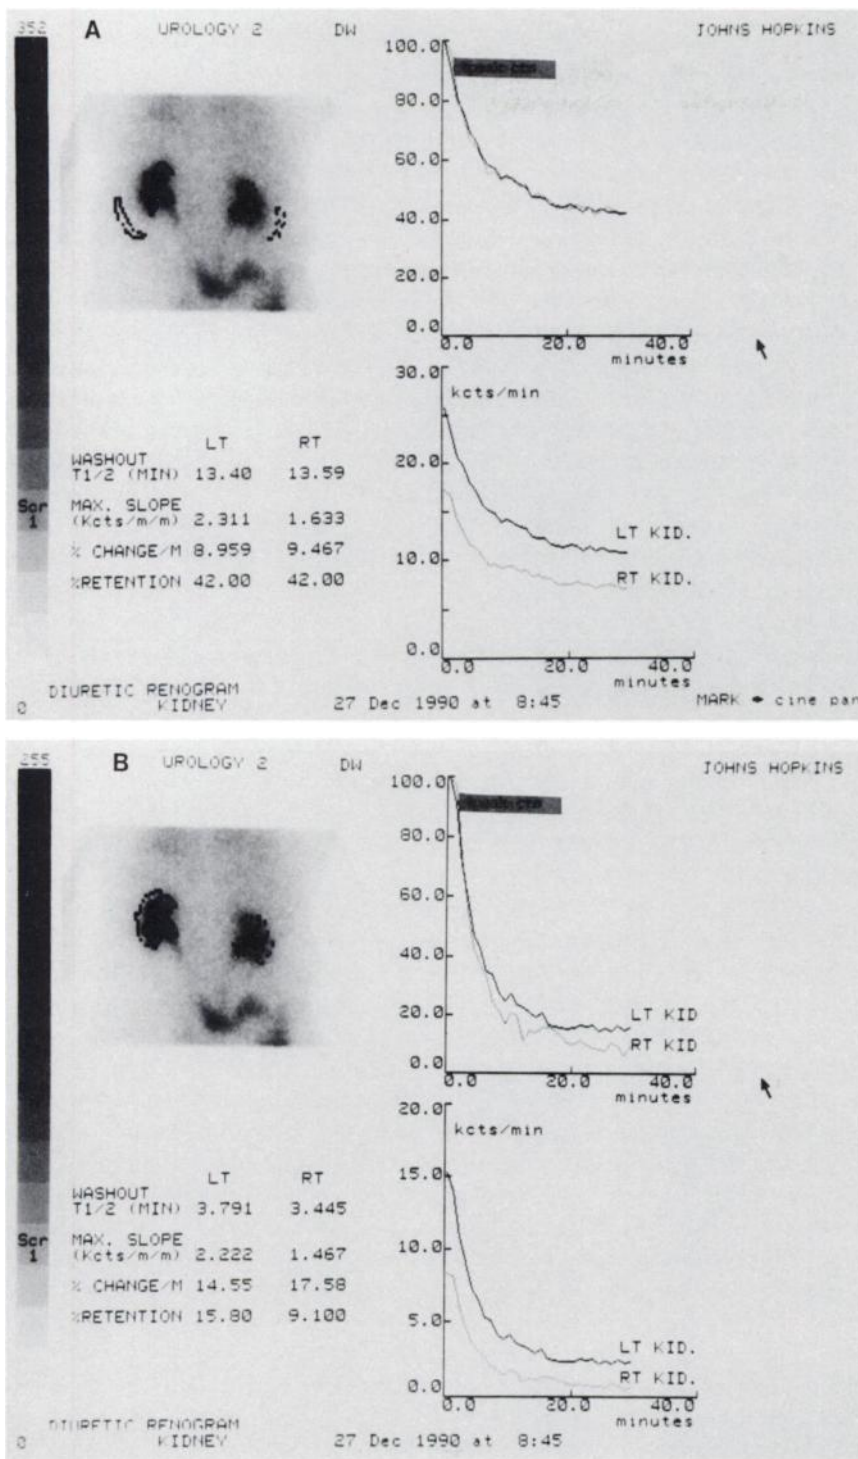 352 A UROLOGY 2 DW JOHNS HOPKINS
100.0
80.0
60.0
40.0
20.0
0.0
0.0 20.0 40.0
minutes
30.0
kcts/min
20.0
10.0
0.0
LT KID.
RT KID.
0.0 20.0 40.0
minutes
LT RT
WASHOUT
T1/2 (MIN) 13.40 13.59
MAX. SLOPE
(Kcts/m/m) 2.311 1.633
% CHANGE/M 8.959 9.467
%RETENTION 42.00 42.00
Scr
1
0
DIURETIC RENOGRAM
KIDNEY 27 Dec 1990 at 8:45 MARK cine pan
255 B UROLOGY 2 DW JOHNS HOPKINS
100.0
80.0
60.0
40.0
20.0
0.0
LT KID
RT KID
0.0 20.0 40.0
minutes
20.0
kcts/min
15.0
10.0
5.0
0.0
LT KID.
RT KID.
0.0 20.0 40.0
minutes
LT RT
WASHOUT
T1/2 (MIN) 3.791 3.445
MAX. SLOPE
(Kcts/m/m) 2.222 1.467
% CHANGE/M 14.55 17.58
%RETENTION 15.80 9.100
Scr
1
0
DIURETIC RENOGRAM
KIDNEY 27 Dec 1990 at 8:45